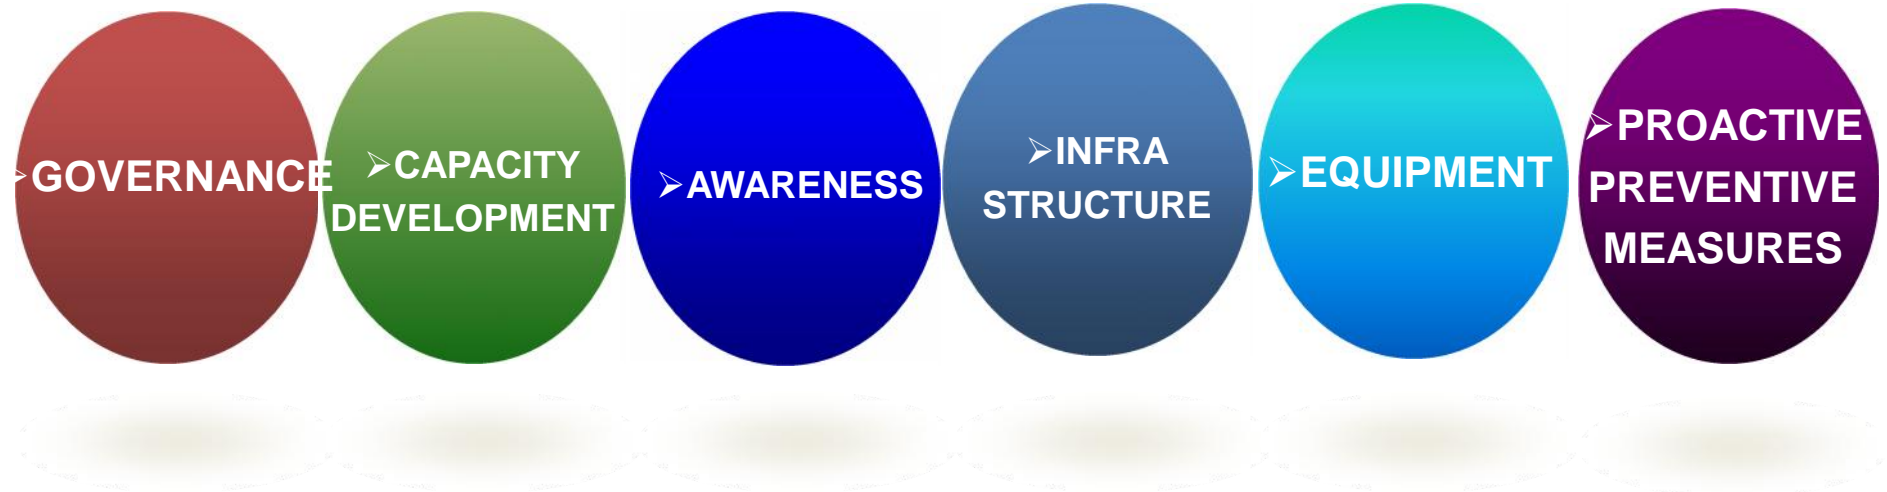 ➢GOVERNANCE
➢CAPACITY
DEVELOPMENT
➢AWARENESS
➢INFRA
STRUCTURE
➢EQUIPMENT
➢PROACTIVE
PREVENTIVE
MEASURES